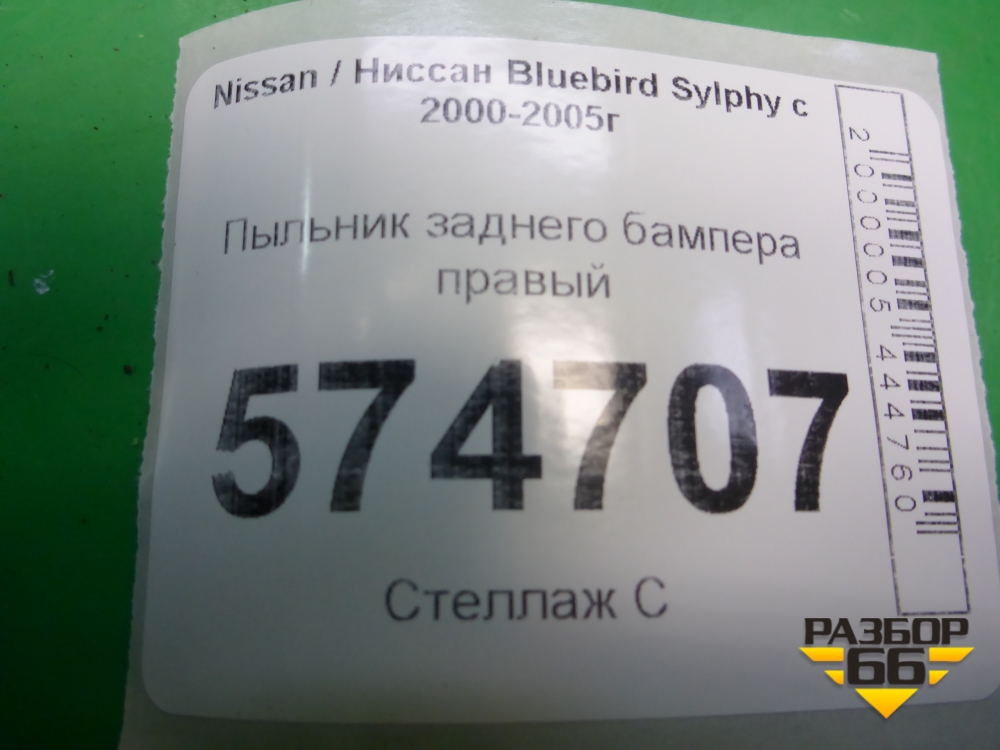 Nissan / Ниссан Bluebird Sylphy с
2000-2005г
Пыльник заднего бампера
правый
574707
Стеллаж С
2000005444760
РАЗБОР
66